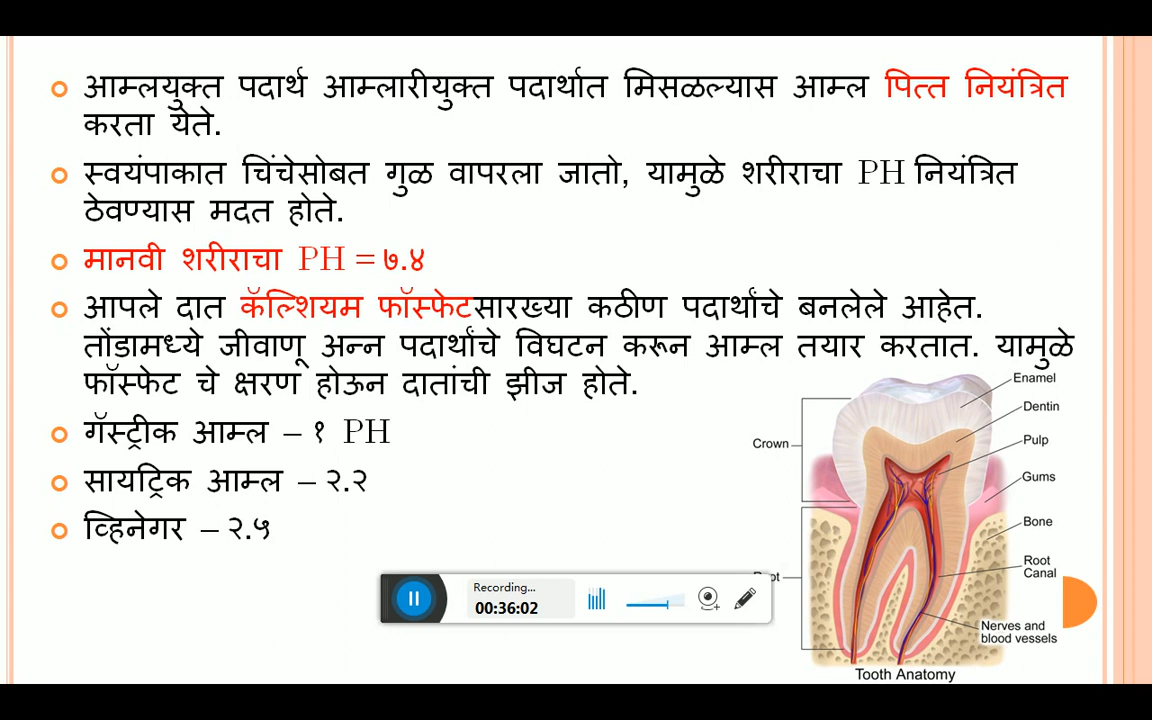 आम्लयुक्त पदार्थ आम्लारीयुक्त पदार्थात मिसळल्यास आम्ल पित्त नियंत्रित
करता येते.
स्वयंपाकात चिंचेसोबत गुळ वापरला जातो, यामुळे शरीराचा PH नियंत्रित
ठेवण्यास मदत होते.
मानवी शरीराचा PH = ७.४
आपले दात कॅल्शियम फॉस्फेटसारख्या कठीण पदार्थांचे बनलेले आहेत.
तोंडामध्ये जीवाणू अन्न पदार्थांचे विघटन करून आम्ल तयार करतात. यामुळे
फॉस्फेट चे क्षरण होऊन दातांची झीज होते.
गॅस्ट्रीक आम्ल – १ PH
सायट्रिक आम्ल – २.२
व्हिनेगर – २.५
Enamel
Dentin
Pulp
Crown
Gums
Bone
Root
Canal
Nerves and
blood vessels
Tooth Anatomy
Recording...
00:36:02